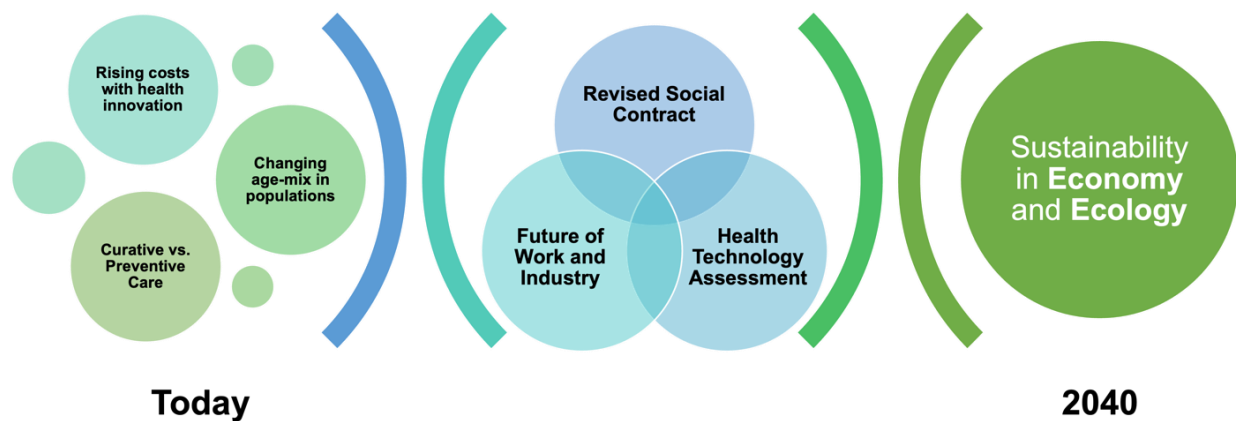 Rising costs
with health
innovation
Changing
age-mix in
populations
Curative vs.
Preventive
Care
Revised Social
Contract
Future of
Work and
Industry
Health
Technology
Assessment
Sustainability
in Economy
and Ecology
Today
2040